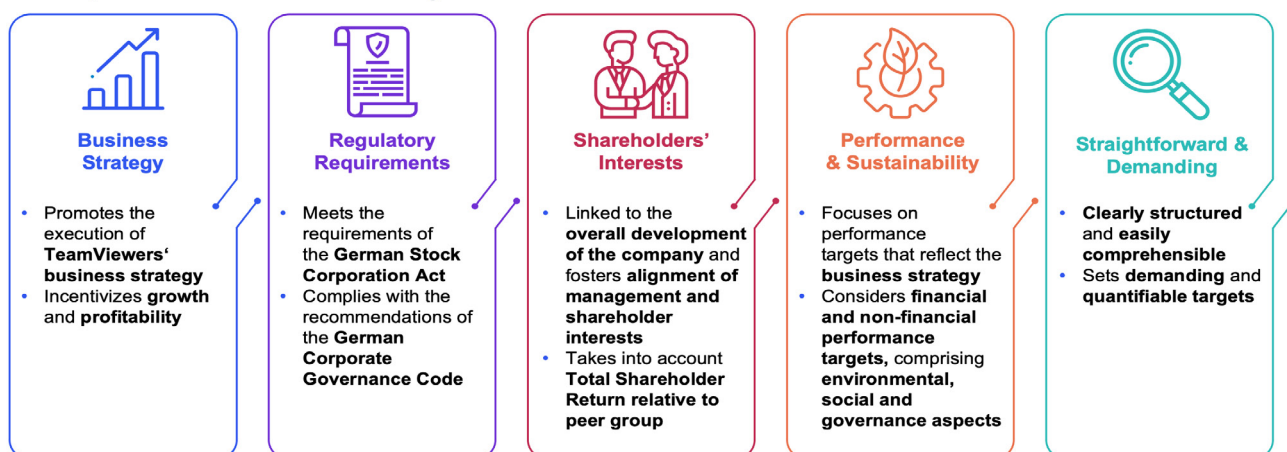 Business
Strategy
• Promotes the
execution of
TeamViewers‘
business strategy
• Incentivizes growth
and profitability
Regulatory
Requirements
• Meets the
requirements of
the German Stock
Corporation Act
• Complies with the
recommendations of
the German
Corporate
Governance Code
Shareholders’
Interests
• Linked to the
overall development
of the company and
fosters alignment of
management and
shareholder
interests
• Takes into account
Total Shareholder
Return relative to
peer group
Performance
& Sustainability
• Focuses on
performance
targets that reflect the
business strategy
• Considers financial
and non-financial
performance
targets, comprising
environmental,
social and
governance aspects
Straightforward &
Demanding
• Clearly structured
and easily
comprehensible
• Sets demanding and
quantifiable targets